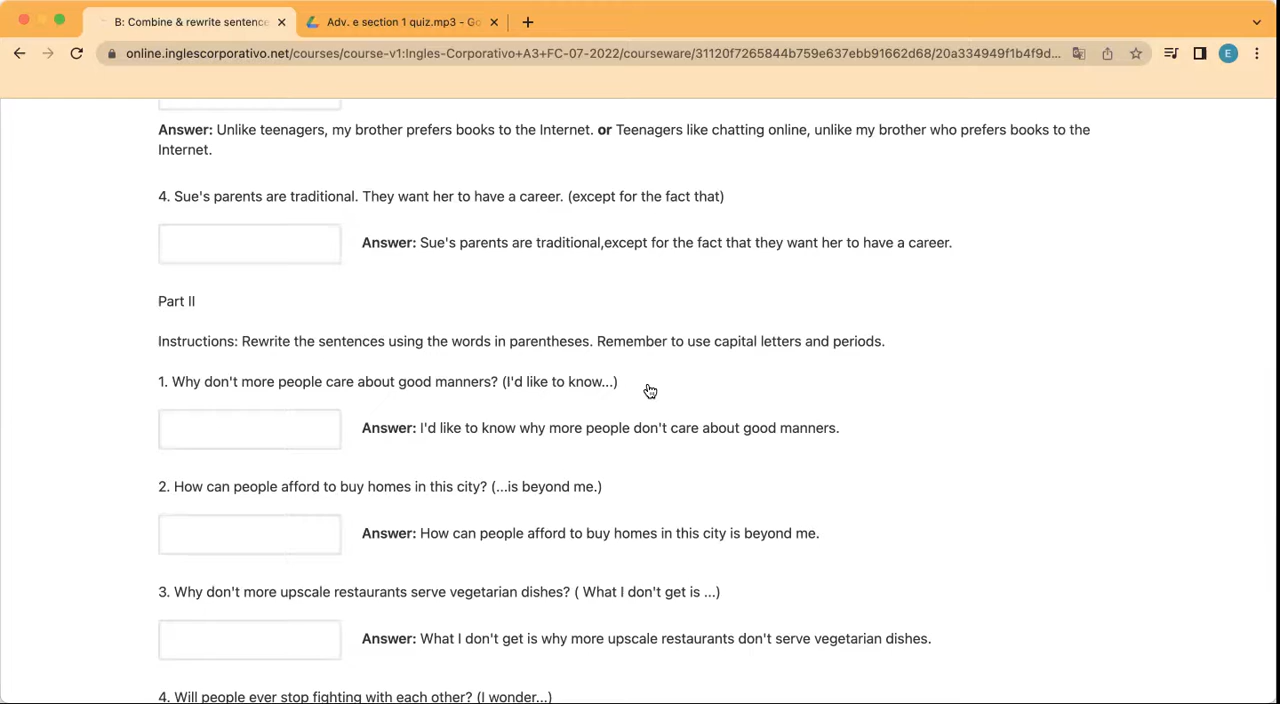 B: Combine & rewrite sentence
Adv. e section 1 quiz.mp3 - Go
online.inglescorporativo.net/courses/course-v1:Ingles-Corporativo+A3+FC-07-2022/courseware/31120f7265844b759e637ebb91662d68/20a334949f1b4f9d...
E
Answer: Unlike teenagers, my brother prefers books to the Internet. or Teenagers like chatting online, unlike my brother who prefers books to the
Internet.
4. Sue's parents are traditional. They want her to have a career. (except for the fact that)
Answer: Sue's parents are traditional,except for the fact that they want her to have a career.
Part II
Instructions: Rewrite the sentences using the words in parentheses. Remember to use capital letters and periods.
1. Why don't more people care about good manners? (I'd like to know...)
Answer: I'd like to know why more people don't care about good manners.
2. How can people afford to buy homes in this city? (...is beyond me.)
Answer: How can people afford to buy homes in this city is beyond me.
3. Why don't more upscale restaurants serve vegetarian dishes? ( What I don't get is ...)
Answer: What I don't get is why more upscale restaurants don't serve vegetarian dishes.
4. Will people ever stop fighting with each other? (I wonder...)